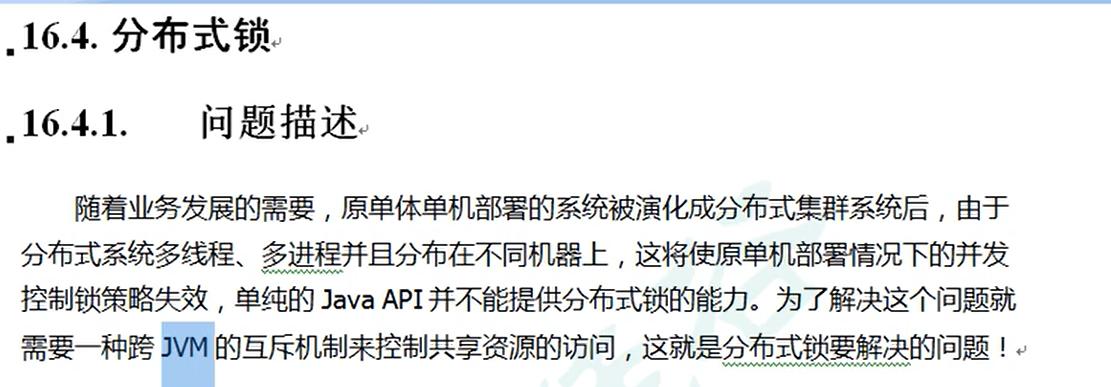 16.4. 分布式锁
16.4.1. 问题描述
随着业务发展的需要，原单体单机部署的系统被演化成分布式集群系统后，由于
分布式系统多线程、多进程并且分布在不同机器上，这将使原单机部署情况下的并发
控制锁策略失效，单纯的 Java API 并不能提供分布式锁的能力。为了解决这个问题就
需要一种跨 JVM 的互斥机制来控制共享资源的访问，这就是分布式锁要解决的问题！